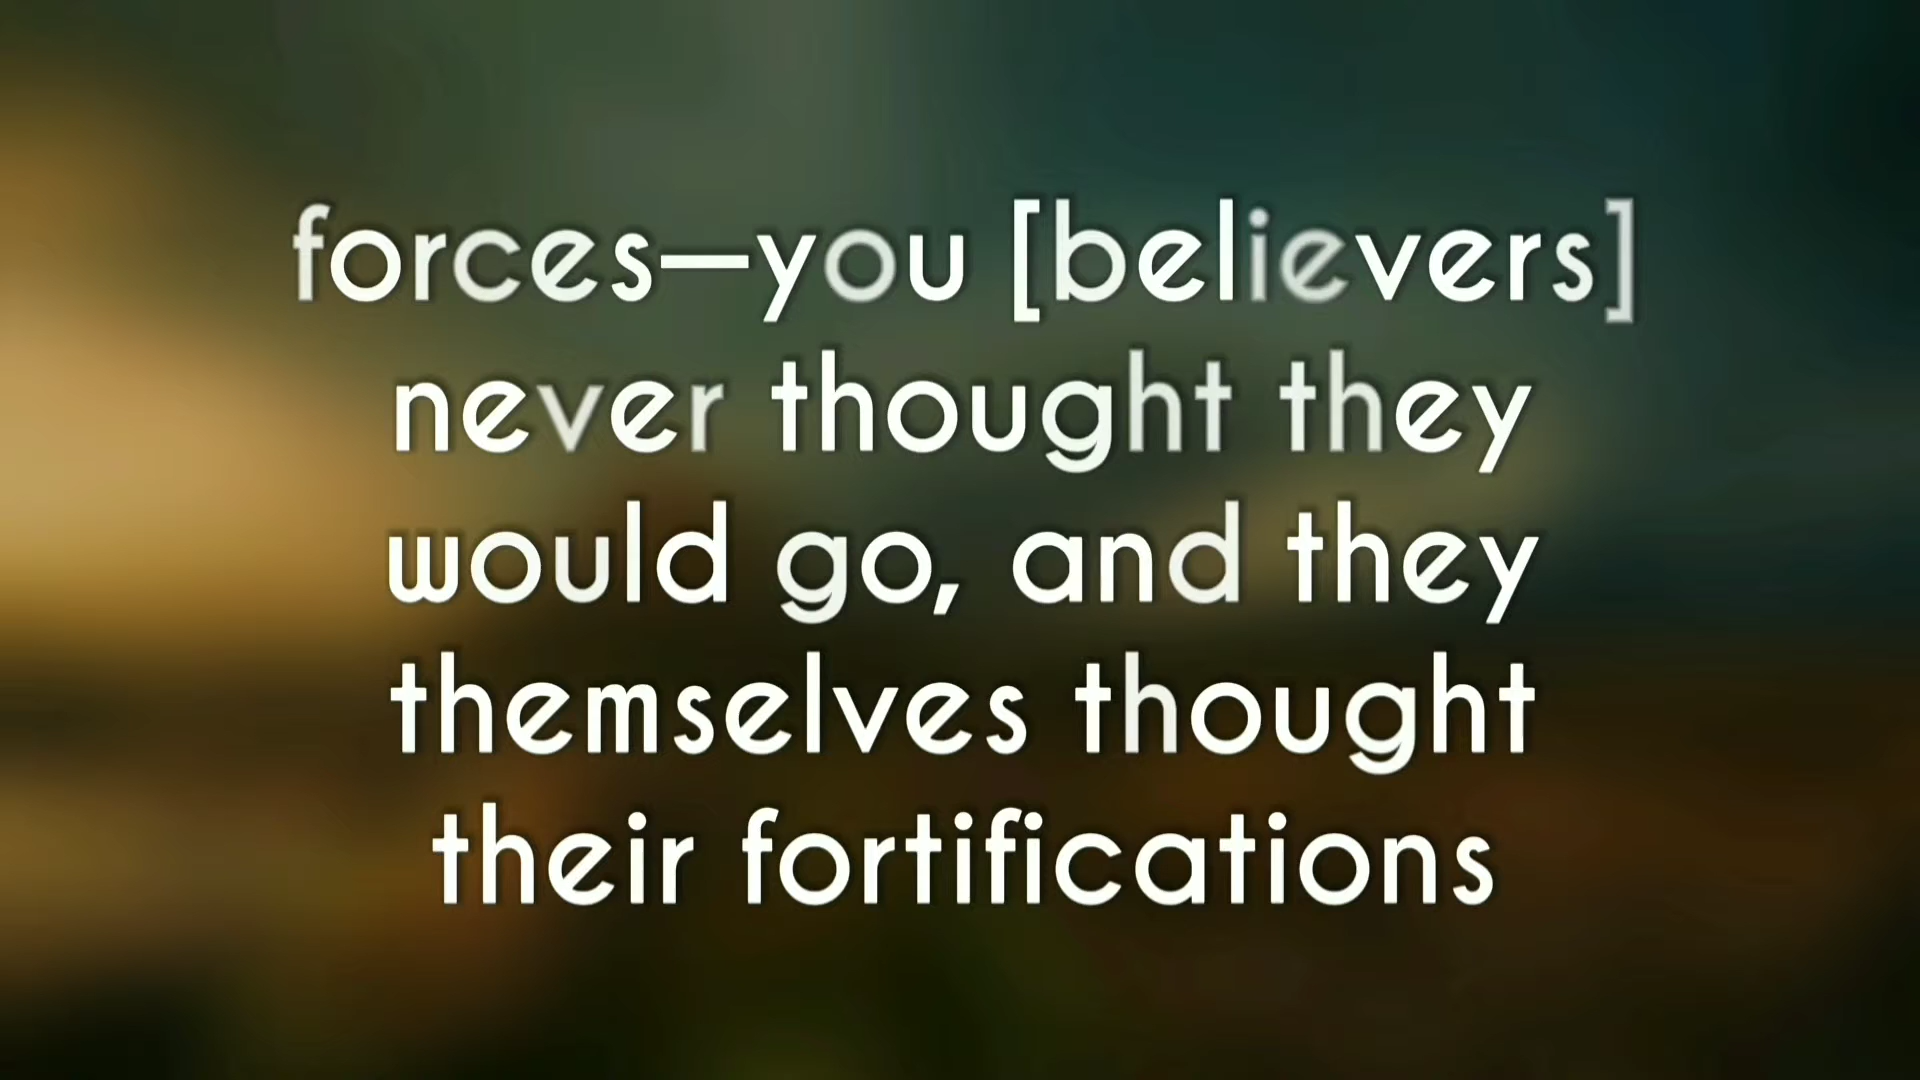 forces—you [believers]
never thought they
would go, and they
themselves thought
their fortifications